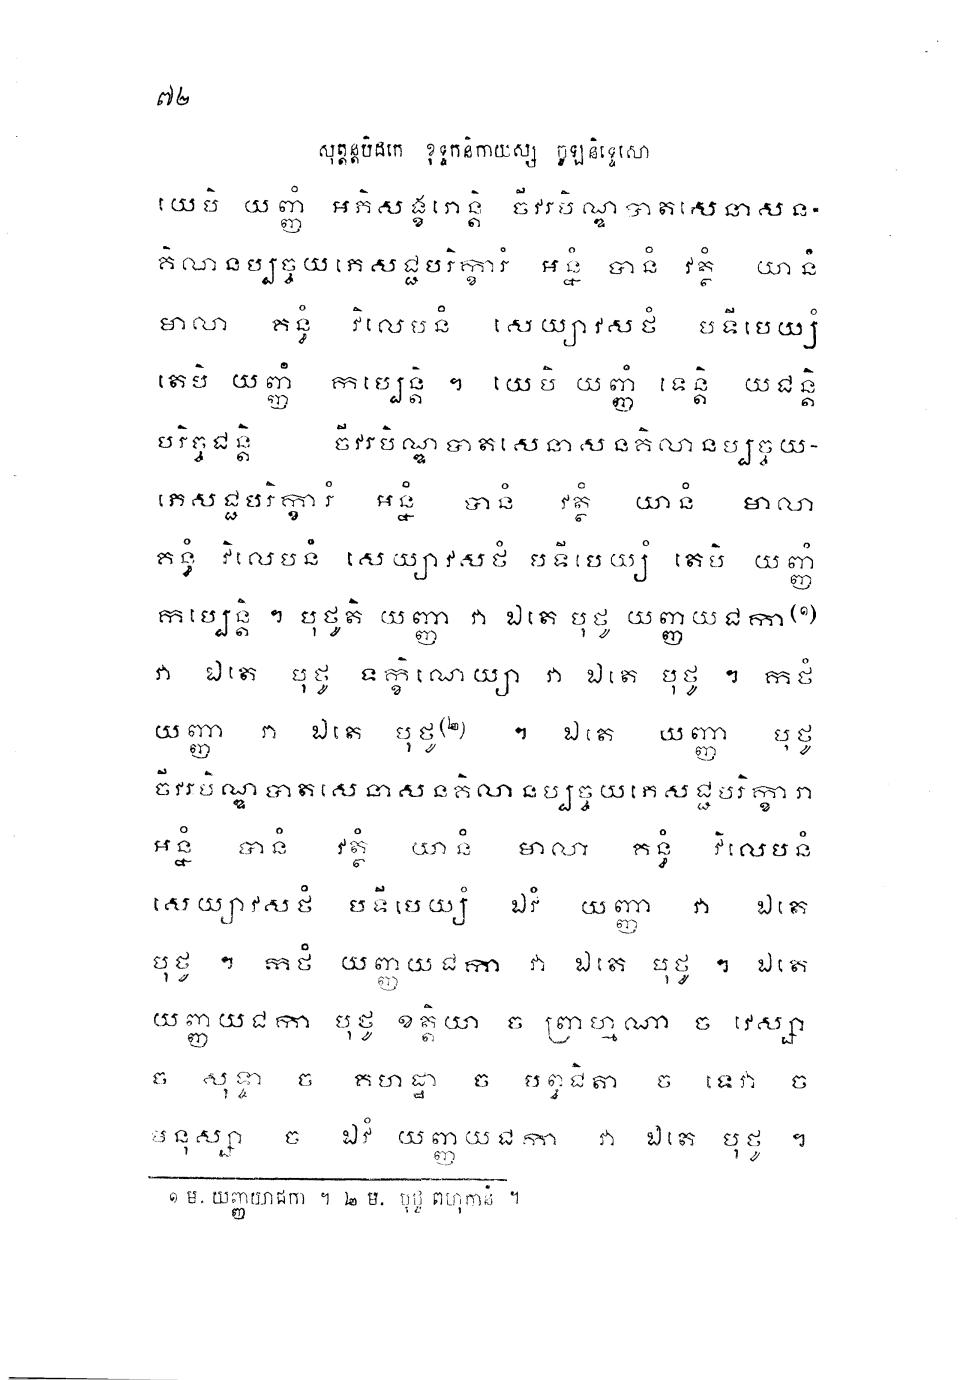 ៧២
សុត្តន្តបិដកេ ខុទ្ទកនិកាយស្ស ចូឡនិទ្ទេសោ
យេបិ យញ្ញំ អភិសង្ខរោន្តិ ចីវរបិណ្ឌបាតសេនាសន-
គិលានប្បច្ចយភេសជ្ជបរិក្ខារំ អន្នំ បានំ វត្ថំ យានំ
មាលា គន្ធំ វិលេបនំ សេយ្យាវសថំ បទីបេយ្យំ
តេបិ យញ្ញំ កប្បេន្តិ ។ យេបិ យញ្ញំ ទេន្តិ យជន្តិ
បរិច្ចជន្តិ ចីវរបិណ្ឌបាតសេនាសនគិលានប្បច្ចយ-
ភេសជ្ជបរិក្ខារំ អន្នំ បានំ វត្ថំ យានំ មាលា
គន្ធំ វិលេបនំ សេយ្យាវសថំ បទីបេយ្យំ តេបិ យញ្ញំ
កប្បេន្តិ ។ បុថូតិ យញ្ញា វា ឯតេ បុថូ យញ្ញយជកា(១)
វា ឯតេ បុថូ ទក្ខិណេយ្យា វា ឯតេ បុថូ ។ កថំ
យញ្ញា វា ឯតេ បុថូ(២) ។ ឯតេ យញ្ញា បុថូ
ចីវរបិណ្ឌបាតសេនាសនគិលានប្បច្ចយភេសជ្ជបរិក្ខារា
អន្នំ បានំ វត្ថំ យានំ មាលា គន្ធំ វិលេបនំ
សេយ្យាវសថំ បទីបេយ្យំ ឯវំ យញ្ញា វា ឯតេ
បុថូ ។ កថំ យញ្ញយជកា វា ឯតេ បុថូ ។ ឯតេ
យញ្ញយជកា បុថូ ខត្តិយា ច ព្រាហ្មណា ច វេស្សា
ច សុទ្ទា ច គហដ្ឋា ច បព្វជិតា ច ទេវា ច
មនុស្សា ច ឯវំ យញ្ញយជកា វា ឯតេ បុថូ ។
១ ម. យញ្ញយាជកា ។ ២ ម. បុថូ ពហុកានំ ។